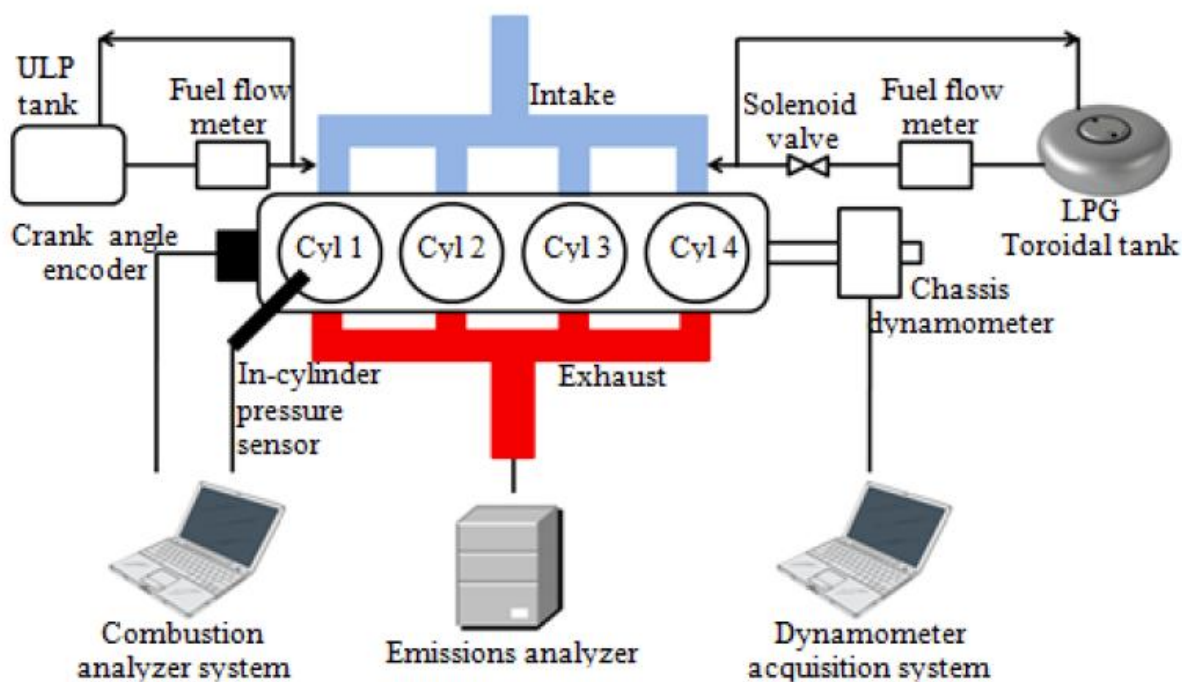 ULP
tank
Fuel flow
meter
Intake
Solenoid
valve
Fuel flow
meter
LPG
Toroidal tank
Crank angle
encoder
Cyl 1
Cyl 2
Cyl 3
Cyl 4
Chassis
dynamometer
In-cylinder
pressure
sensor
Exhaust
Combustion
analyzer system
Emissions analyzer
Dynamometer
acquisition system